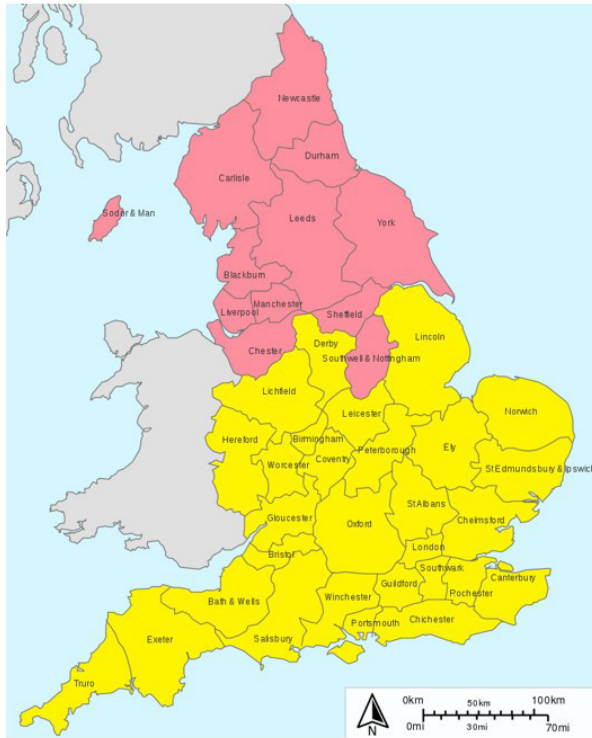 Newcastle
Durham
Carlisle
Soder & Man
Leeds
York
Blackburn
Manchester
Liverpool
Sheffield
Chester
Derby
Southwell & Nottingham
Lincoln
Lichfield
Leicester
Norwich
Hereford
Birmingham
Peterborough
Ely
Worcester
Coventry
St Edmundsbury & Ipswich
Gloucester
Oxford
St Albans
Chelmsford
Bristol
London
Southwark
Guildford
Rochester
Canterbury
Bath & Wells
Winchester
Portsmouth
Chichester
Exeter
Salisbury
Truro
N
0km 50km 100km
0mi 30mi 70mi